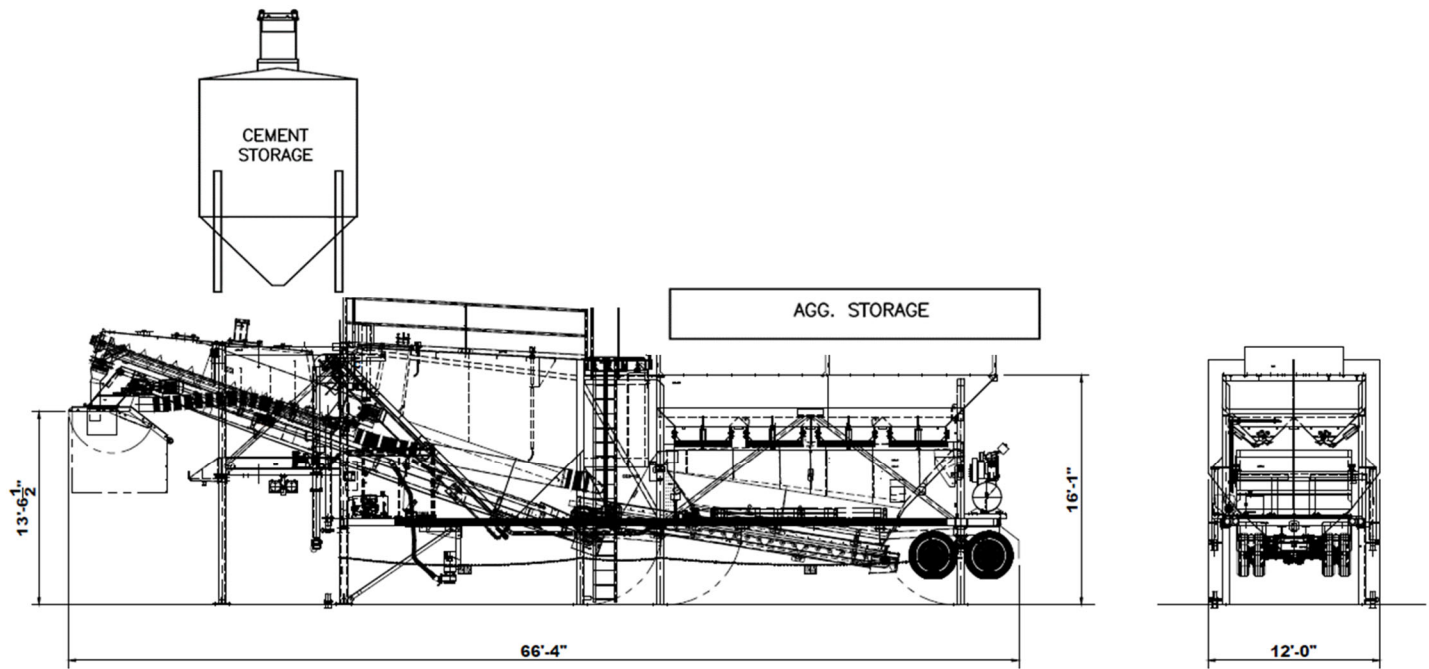 CEMENT
STORAGE
AGG. STORAGE
13'-6 1/2"
16'-1"
66'-4"
12'-0"